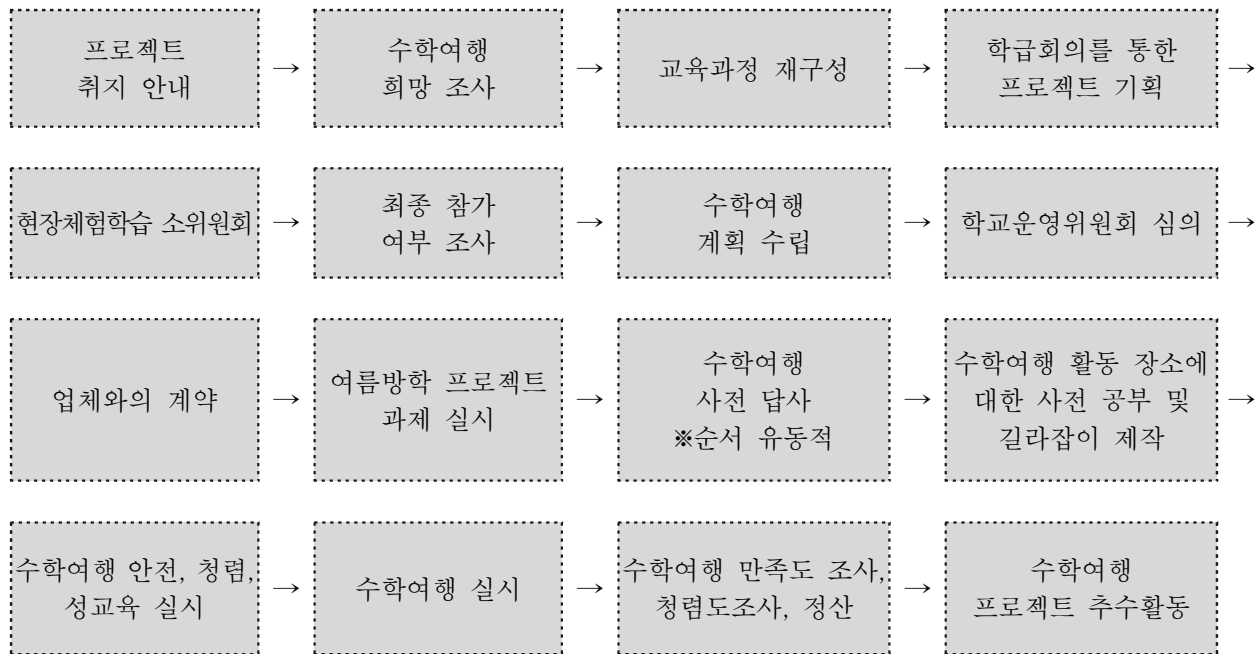 프로젝트
취지 안내
→
수학여행
희망 조사
→
교육과정 재구성
→
학급회의를 통한
프로젝트 기획
→
현장체험학습 소위원회
→
최종 참가
여부 조사
→
수학여행
계획 수립
→
학교운영위원회 심의
→
업체와의 계약
→
여름방학 프로젝트
과제 실시
→
수학여행
사전 답사
※순서 유동적
→
수학여행 활동 장소에
대한 사전 공부 및
길라잡이 제작
→
수학여행 안전, 청렴,
성교육 실시
→
수학여행 실시
→
수학여행 만족도 조사,
청렴도조사, 정산
→
수학여행
프로젝트 추수활동